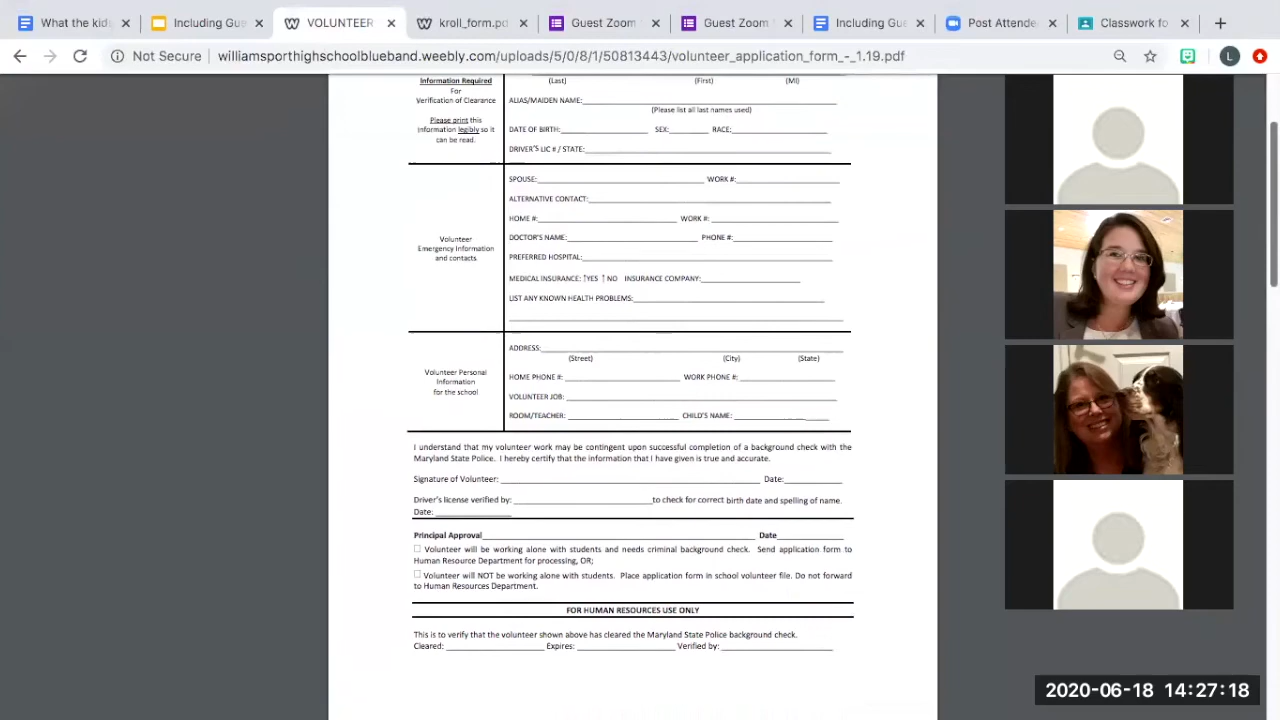 What the kids
Including Gue
VOLUNTEER
kroll_form.pd
Guest Zoom
Guest Zoom
Including Gue
Post Attende
Classwork fo
Not Secure
williamsporthighschoolblueband.weebly.com/uploads/5/0/8/1/50813443/volunteer_application_form_-_1.19.pdf
L
Information Required
For
Verification of Clearance
Please print this
information legibly so it
can be read.
(Last) (First) (MI)
ALIAS/MAIDEN NAME:
(Please list all last names used)
DATE OF BIRTH: SEX: RACE:
DRIVER'S LIC # / STATE:
Volunteer
Emergency Information
and contacts
SPOUSE: WORK #:
ALTERNATIVE CONTACT:
HOME #: WORK #:
DOCTOR'S NAME: PHONE #:
PREFERRED HOSPITAL:
MEDICAL INSURANCE: ↑YES ↑ NO INSURANCE COMPANY:
LIST ANY KNOWN HEALTH PROBLEMS:
Volunteer Personal
Information
for the school
ADDRESS:
(Street) (City) (State)
HOME PHONE #: WORK PHONE #:
VOLUNTEER JOB:
ROOM/TEACHER: CHILD'S NAME:
I understand that my volunteer work may be contingent upon successful completion of a background check with the
Maryland State Police. I hereby certify that the information that I have given is true and accurate.
Signature of Volunteer: Date:
Driver's license verified by: to check for correct birth date and spelling of name.
Date:
Principal Approval Date
☐ Volunteer will be working alone with students and needs criminal background check. Send application form to
Human Resource Department for processing, OR;
☐ Volunteer will NOT be working alone with students. Place application form in school volunteer file. Do not forward
to Human Resources Department.
FOR HUMAN RESOURCES USE ONLY
This is to verify that the volunteer shown above has cleared the Maryland State Police background check.
Cleared: Expires: Verified by:
2020-06-18 14:27:18